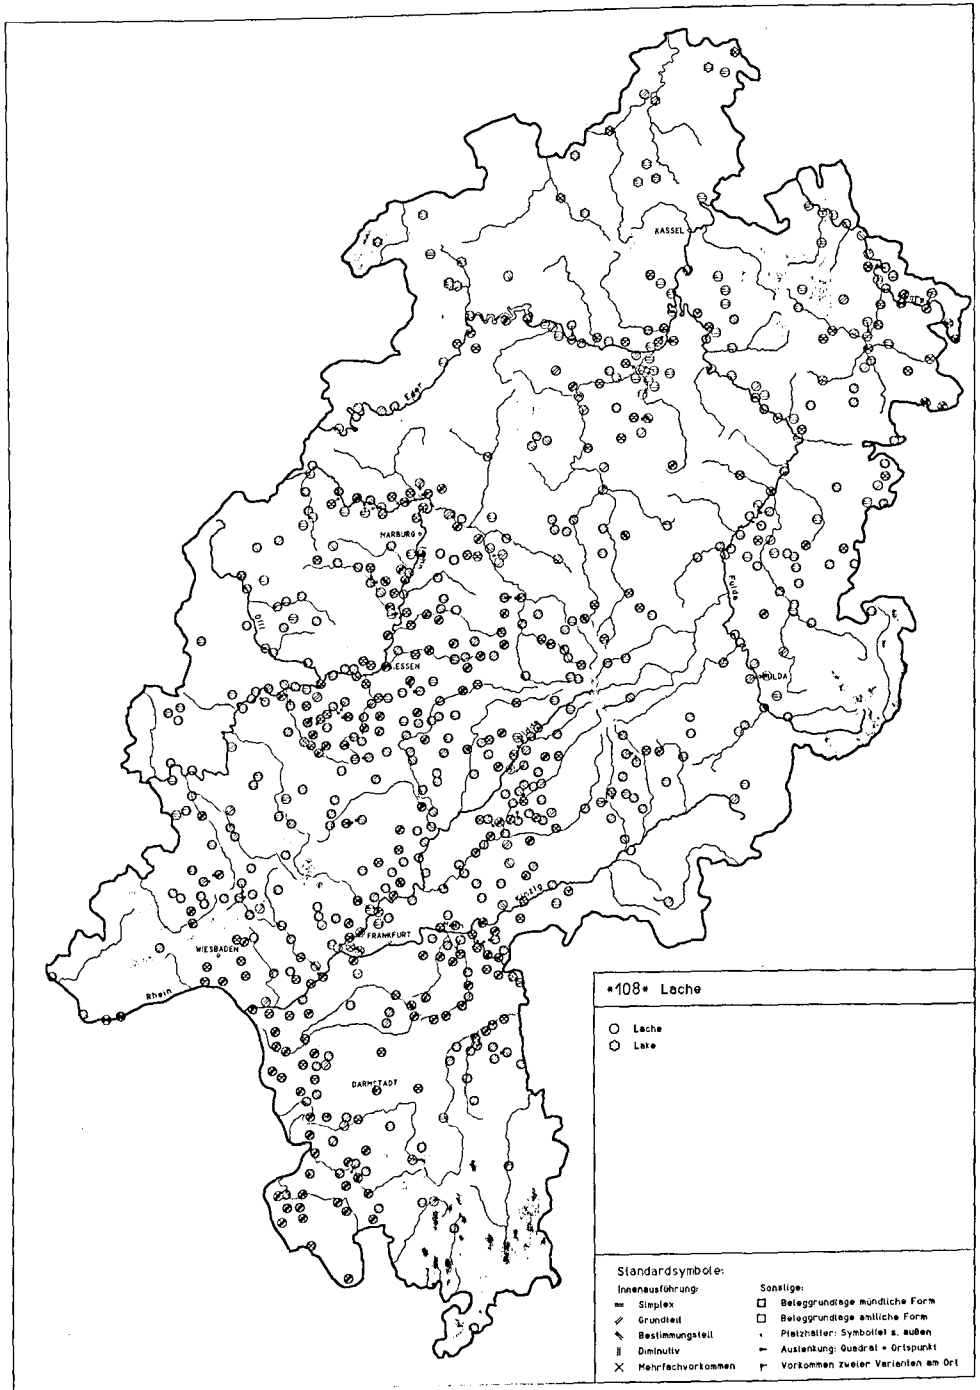 KASSEL
Eder
MARBURG
Dill
Fulda
FULDA
Nidda
Kinzig
FRANKFURT
WIESBADEN
Rhein
DARMSTADT
*108* Lache
Lache
Lake
Standardsymbole:
Innenausführung:
Simplex
Grundteil
Bestimmungsteil
Diminutiv
Mehrfachvorkommen
Sonstige:
Beleggrundlage mündliche Form
Beleggrundlage amtliche Form
Platzhalter: Symbolteil s. außen
Auslenkung: Quadrat = Ortspunkt
Vorkommen zweier Varianten am Ort